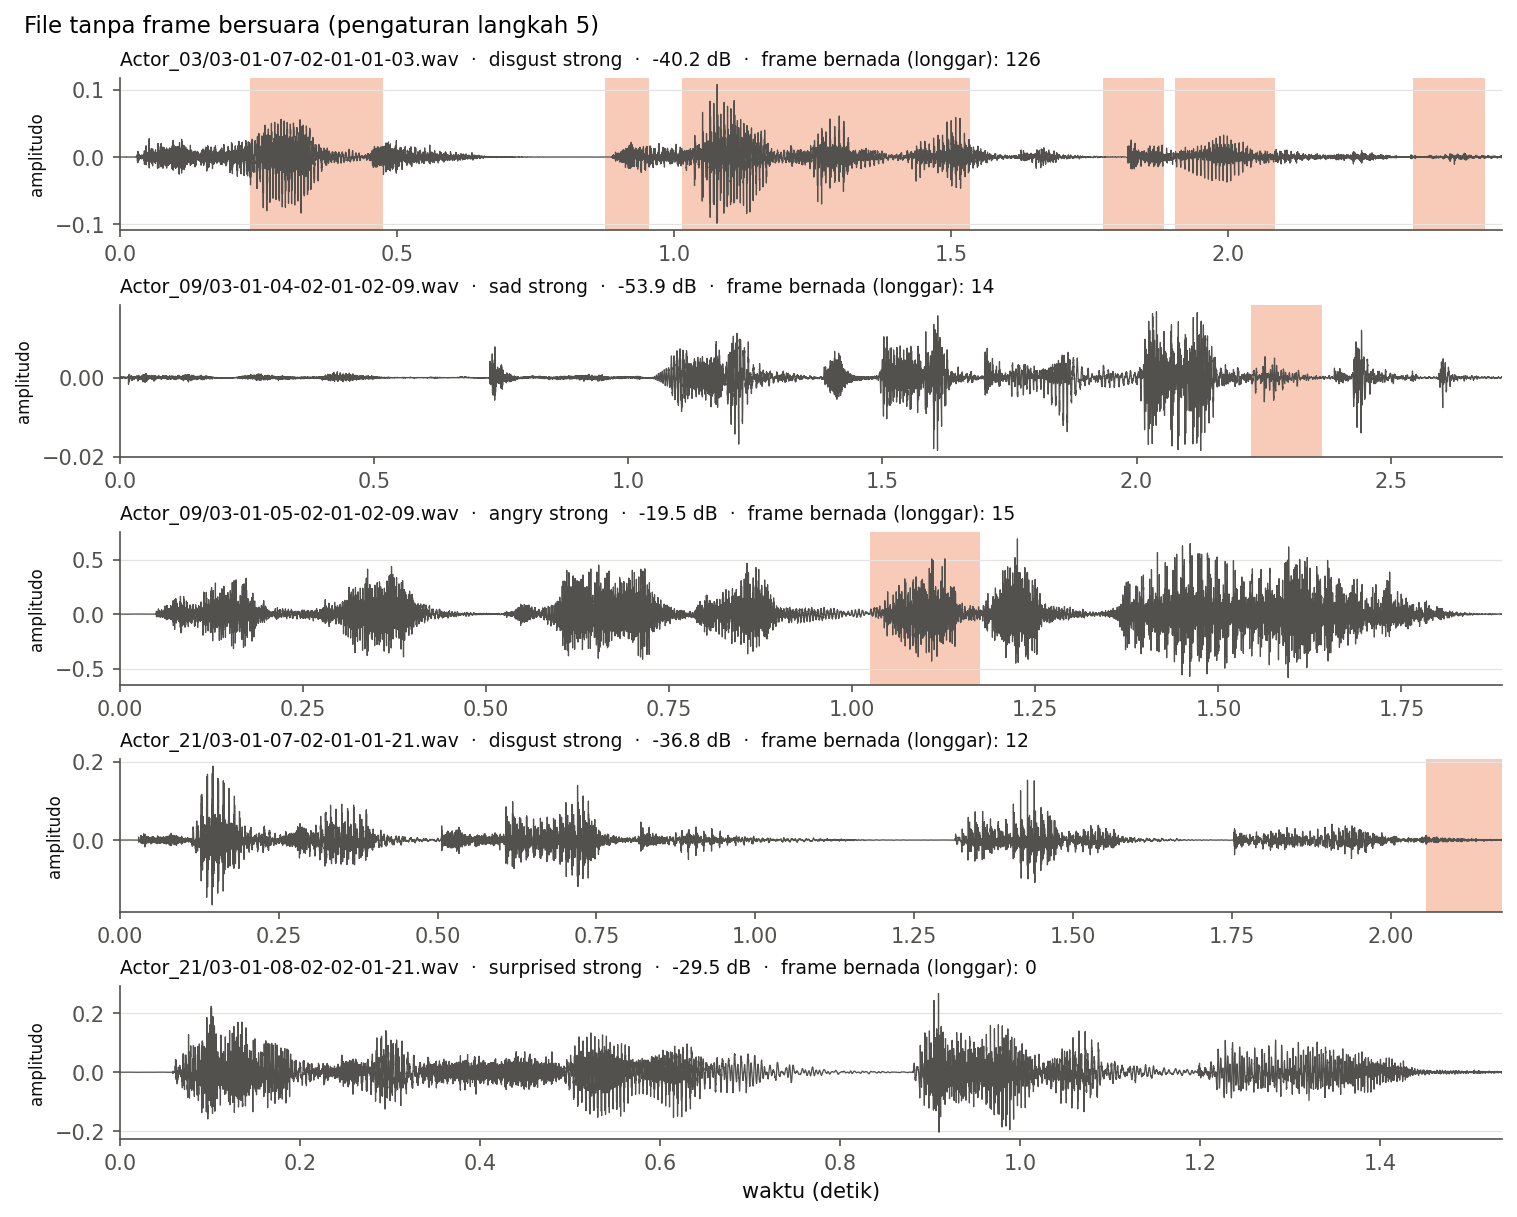 File tanpa frame bersuara (pengaturan langkah 5)
Actor_03/03-01-07-02-01-01-03.wav · disgust strong · -40.2 dB · frame bernada (longgar): 126
amplitudo
0.1
0.0
−0.1
0.0 0.5 1.0 1.5 2.0
Actor_09/03-01-04-02-01-02-09.wav · sad strong · -53.9 dB · frame bernada (longgar): 14
amplitudo
0.00
−0.02
0.0 0.5 1.0 1.5 2.0 2.5
Actor_09/03-01-05-02-01-02-09.wav · angry strong · -19.5 dB · frame bernada (longgar): 15
amplitudo
0.5
0.0
−0.5
0.00 0.25 0.50 0.75 1.00 1.25 1.50 1.75
Actor_21/03-01-07-02-01-01-21.wav · disgust strong · -36.8 dB · frame bernada (longgar): 12
amplitudo
0.2
0.0
0.00 0.25 0.50 0.75 1.00 1.25 1.50 1.75 2.00
Actor_21/03-01-08-02-02-01-21.wav · surprised strong · -29.5 dB · frame bernada (longgar): 0
amplitudo
0.2
0.0
−0.2
0.0 0.2 0.4 0.6 0.8 1.0 1.2 1.4
waktu (detik)